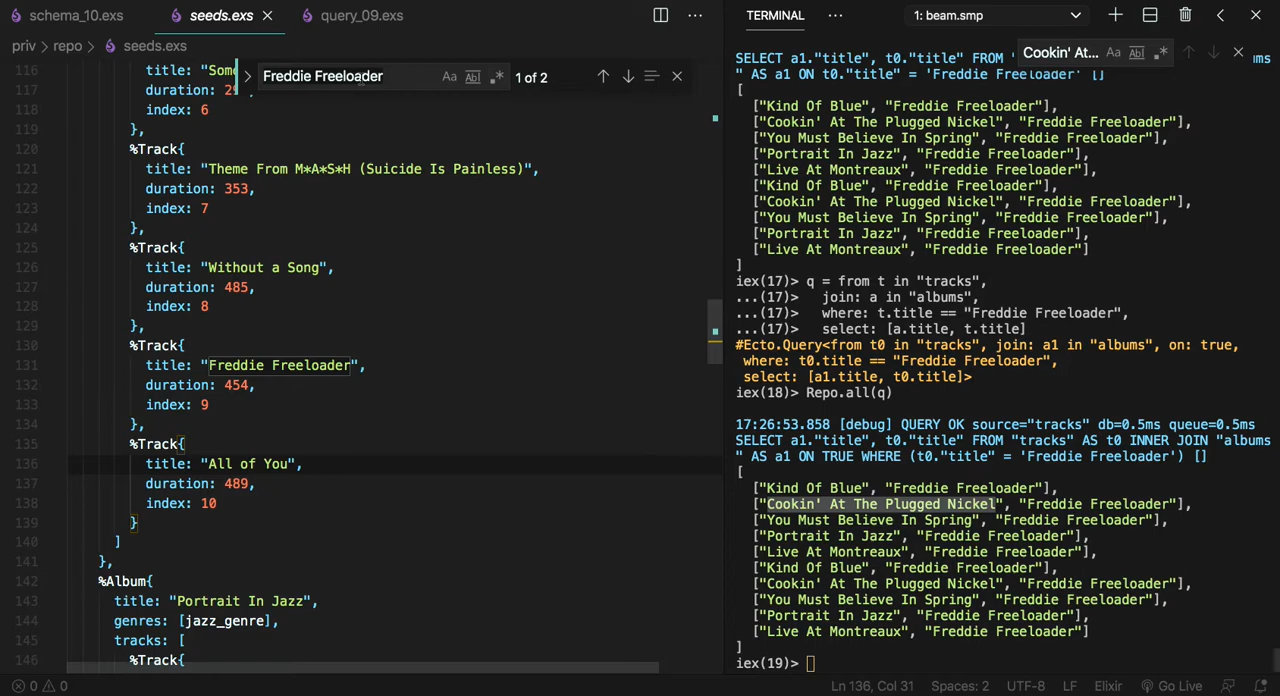 schema_10.exs
seeds.exs
query_09.exs
priv > repo > seeds.exs
Freddie Freeloader
Aa Abl .*
1 of 2
116 title: "Some
117 duration: 29
118 index: 6
119 },
120 %Track{
121 title: "Theme From M*A*S*H (Suicide Is Painless)",
122 duration: 353,
123 index: 7
124 },
125 %Track{
126 title: "Without a Song",
127 duration: 485,
128 index: 8
129 },
130 %Track{
131 title: "Freddie Freeloader",
132 duration: 454,
133 index: 9
134 },
135 %Track{
136 title: "All of You",
137 duration: 489,
138 index: 10
139 }
140 ]
141 },
142 %Album{
143 title: "Portrait In Jazz",
144 genres: [jazz_genre],
145 tracks: [
146 %Track{
TERMINAL
1: beam.smp
Cookin' At...
Aa Abl .*
SELECT a1."title", t0."title" FROM " ms
" AS a1 ON t0."title" = 'Freddie Freeloader' []
[
["Kind Of Blue", "Freddie Freeloader"],
["Cookin' At The Plugged Nickel", "Freddie Freeloader"],
["You Must Believe In Spring", "Freddie Freeloader"],
["Portrait In Jazz", "Freddie Freeloader"],
["Live At Montreaux", "Freddie Freeloader"],
["Kind Of Blue", "Freddie Freeloader"],
["Cookin' At The Plugged Nickel", "Freddie Freeloader"],
["You Must Believe In Spring", "Freddie Freeloader"],
["Portrait In Jazz", "Freddie Freeloader"],
["Live At Montreaux", "Freddie Freeloader"]
]
iex(17)> q = from t in "tracks",
...(17)> join: a in "albums",
...(17)> where: t.title == "Freddie Freeloader",
...(17)> select: [a.title, t.title]
#Ecto.Query<from t0 in "tracks", join: a1 in "albums", on: true,
where: t0.title == "Freddie Freeloader",
select: [a1.title, t0.title]>
iex(18)> Repo.all(q)
17:26:53.858 [debug] QUERY OK source="tracks" db=0.5ms queue=0.5ms
SELECT a1."title", t0."title" FROM "tracks" AS t0 INNER JOIN "albums
" AS a1 ON TRUE WHERE (t0."title" = 'Freddie Freeloader') []
[
["Kind Of Blue", "Freddie Freeloader"],
["Cookin' At The Plugged Nickel", "Freddie Freeloader"],
["You Must Believe In Spring", "Freddie Freeloader"],
["Portrait In Jazz", "Freddie Freeloader"],
["Live At Montreaux", "Freddie Freeloader"],
["Kind Of Blue", "Freddie Freeloader"],
["Cookin' At The Plugged Nickel", "Freddie Freeloader"],
["You Must Believe In Spring", "Freddie Freeloader"],
["Portrait In Jazz", "Freddie Freeloader"],
["Live At Montreaux", "Freddie Freeloader"]
]
iex(19)>
0 0
Ln 136, Col 31 Spaces: 2 UTF-8 LF Elixir Go Live